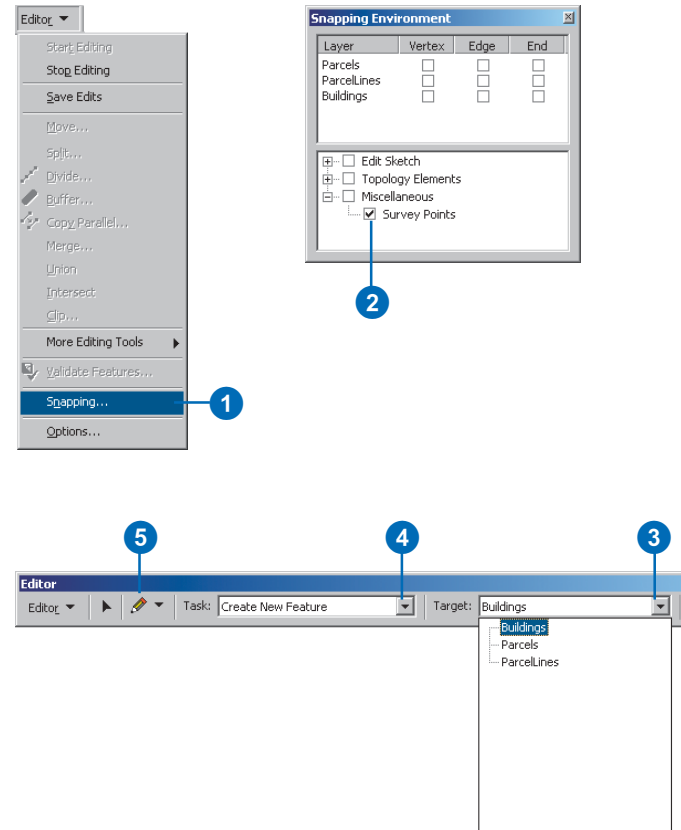 Editor
Start Editing
Stop Editing
Save Edits
Move...
Split...
Divide...
Buffer...
Copy Parallel...
Merge...
Union
Intersect
Clip...
More Editing Tools
Validate Features...
Snapping...
1
Options...
Snapping Environment
Layer Vertex Edge End
Parcels
ParcelLines
Buildings
Edit Sketch
Topology Elements
Miscellaneous
Survey Points
2
5 4 3
Editor
Editor Task: Create New Feature Target: Buildings
Buildings
Parcels
ParcelLines